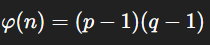 φ(n) = (p − 1)(q − 1)